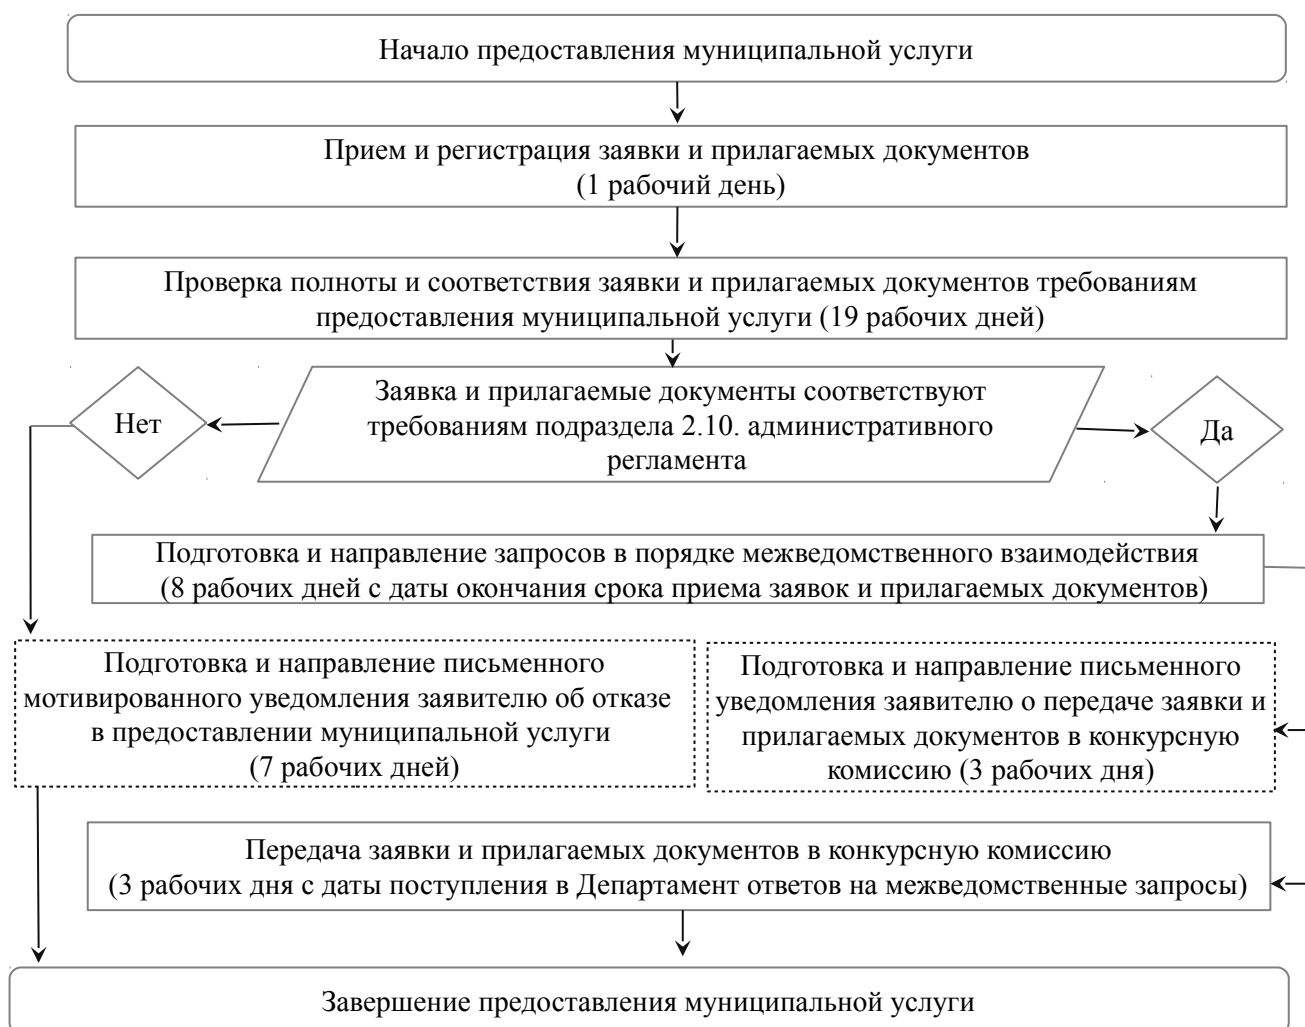 Начало предоставления муниципальной услуги
Прием и регистрация заявки и прилагаемых документов
(1 рабочий день)
Проверка полноты и соответствия заявки и прилагаемых документов требованиям
предоставления муниципальной услуги (19 рабочих дней)
Заявка и прилагаемые документы соответствуют
требованиям подраздела 2.10. административного
регламента
Нет
Да
Подготовка и направление запросов в порядке межведомственного взаимодействия
(8 рабочих дней с даты окончания срока приема заявок и прилагаемых документов)
Подготовка и направление письменного
мотивированного уведомления заявителю об отказе
в предоставлении муниципальной услуги
(7 рабочих дней)
Подготовка и направление письменного
уведомления заявителю о передаче заявки и
прилагаемых документов в конкурсную
комиссию (3 рабочих дня)
Передача заявки и прилагаемых документов в конкурсную комиссию
(3 рабочих дня с даты поступления в Департамент ответов на межведомственные запросы)
Завершение предоставления муниципальной услуги